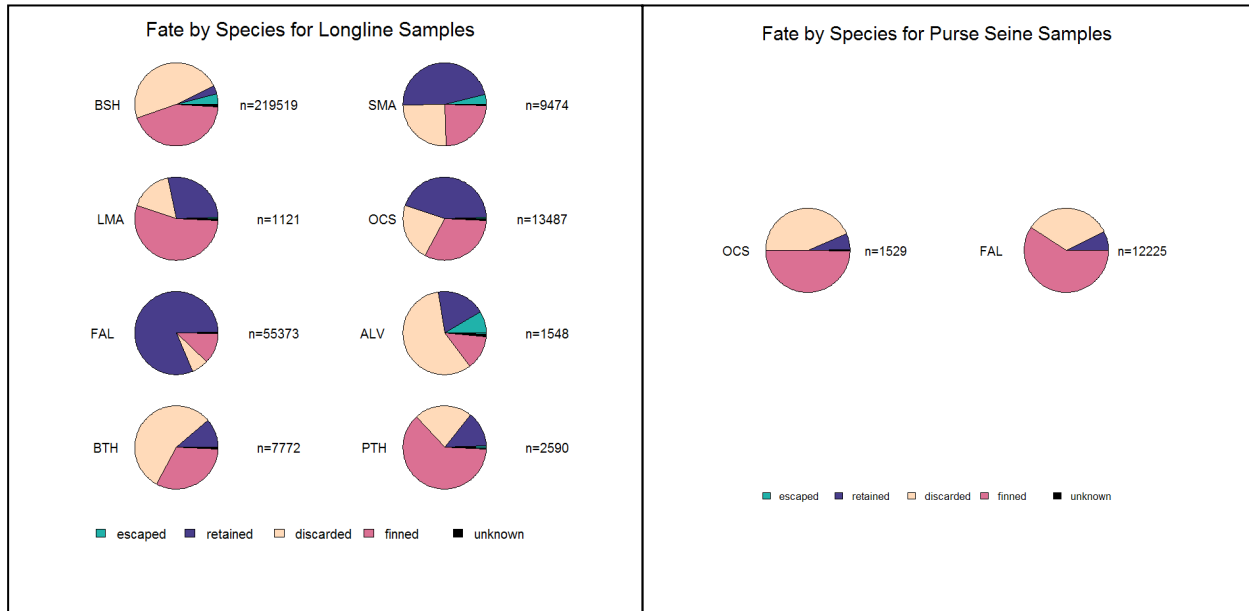 Fate by Species for Longline Samples
BSH n=219519
SMA n=9474
LMA n=1121
OCS n=13487
FAL n=55373
ALV n=1548
BTH n=7772
PTH n=2590
escaped retained discarded finned unknown
Fate by Species for Purse Seine Samples
OCS n=1529
FAL n=12225
escaped retained discarded finned unknown